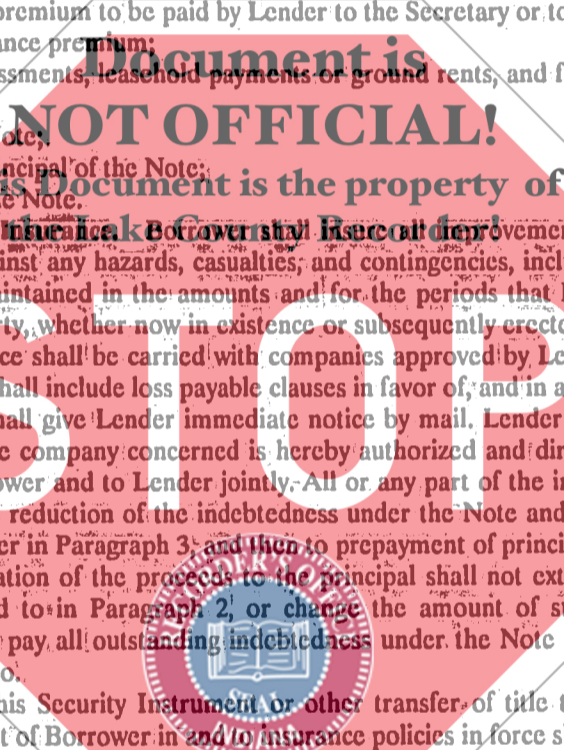 premium to be paid by Lender to the Secretary or to
ance premium;
Document is
ssments, leasehold payments or ground rents, and f
NOT OFFICIAL!
ote;
ncipal of the Note;
is Document is the property of
e Note.
the Lake County Recorder!
Insurance. Borrower shall insure all improvemen
inst any hazards, casualties, and contingencies, incl
intained in the amounts and for the periods that
rty, whether now in existence or subsequently erecte
ce shall be carried with companies approved by Le
hall include loss payable clauses in favor of, and in a
STOP
hall give Lender immediate notice by mail. Lender
e company concerned is hereby authorized and dir
ower and to Lender jointly. All or any part of the in
reduction of the indebtedness under the Note and
er in Paragraph 3, and then to prepayment of princi
ation of the proceeds to the principal shall not ext
d to in Paragraph 2, or change the amount of su
pay all outstanding indebtedness under the Note
o.
SEAL
his Security Instrument or other transfer of title t
t of Borrower in and to insurance policies in force s